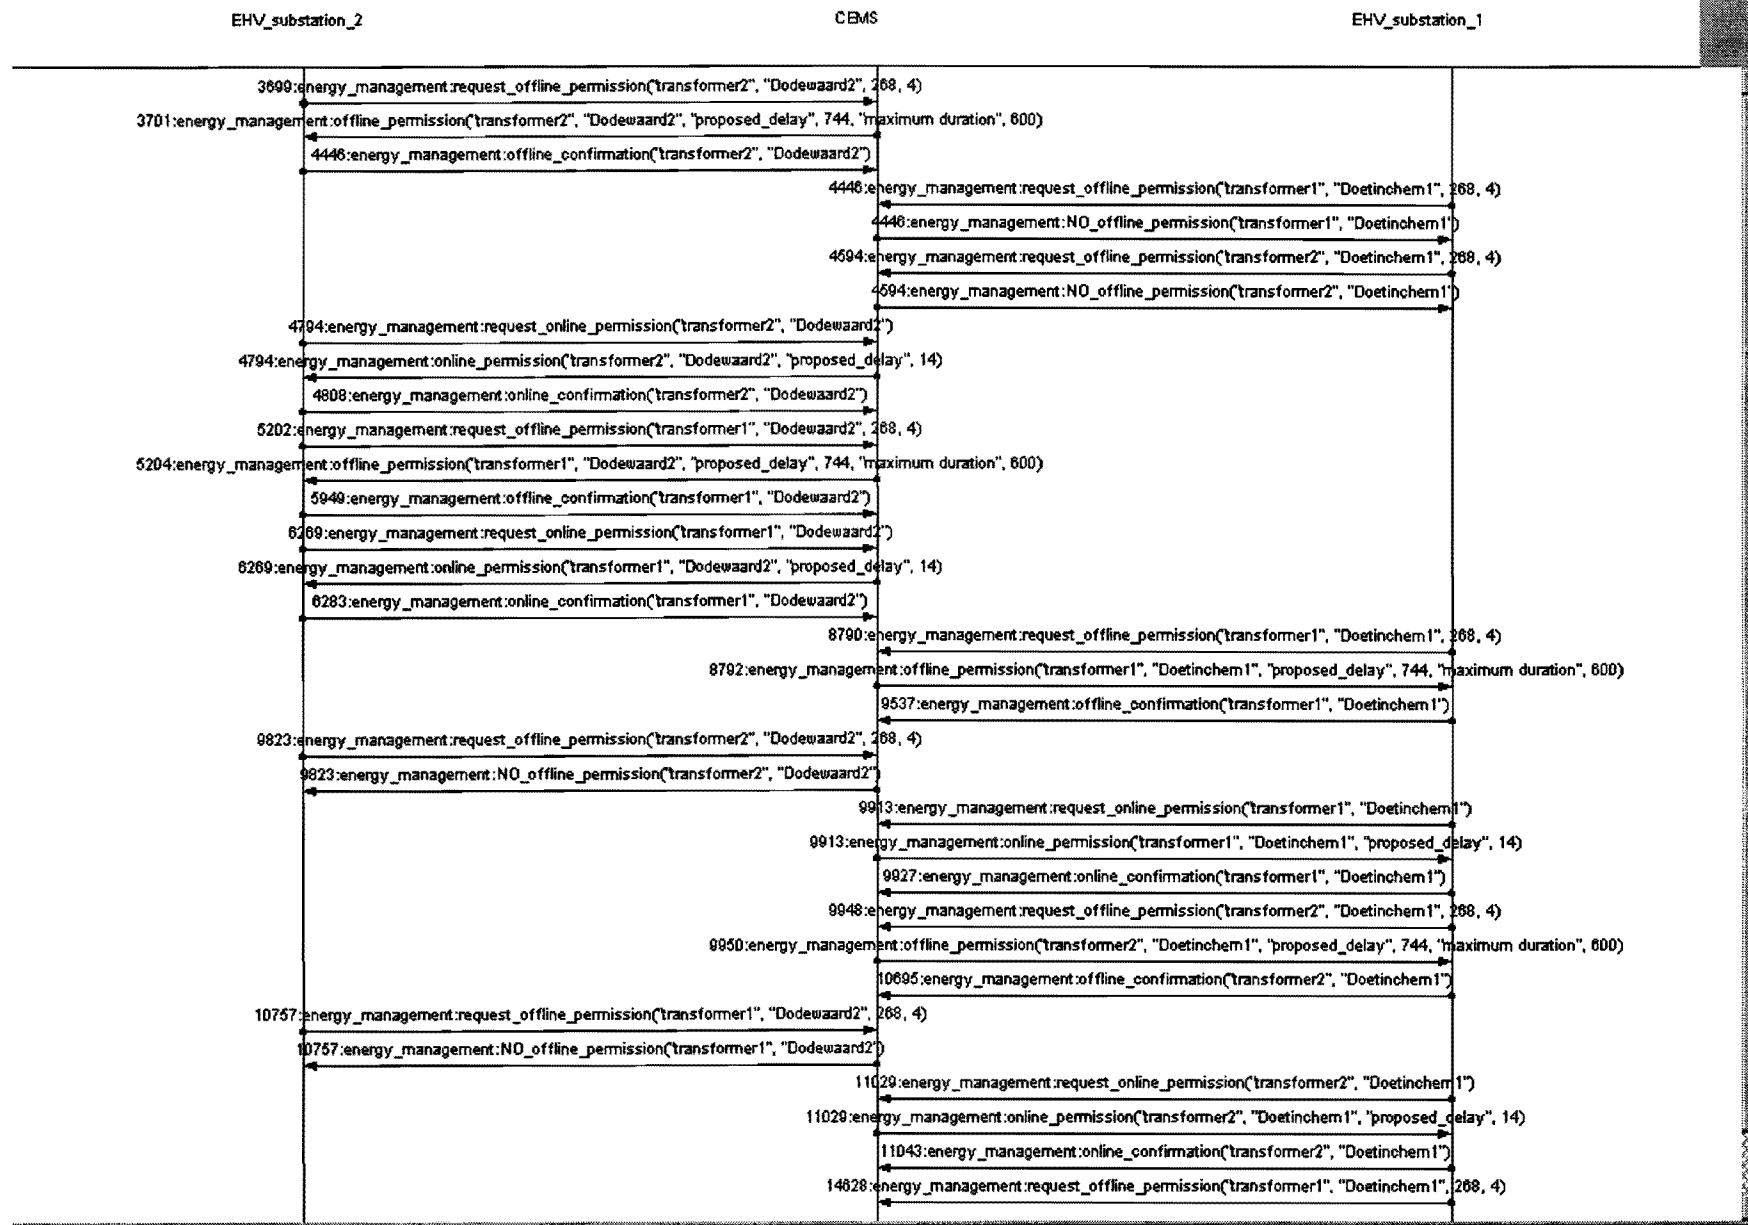 EHV_substation_2 CEMS EHV_substation_1
3699:energy_management:request_offline_permission("transformer2", "Dodewaard2", 268, 4)
3701:energy_management:offline_permission("transformer2", "Dodewaard2", "proposed_delay", 744, "maximum duration", 600)
4446:energy_management:offline_confirmation("transformer2", "Dodewaard2")
4446:energy_management:request_offline_permission("transformer1", "Doetinchem1", 268, 4)
4446:energy_management:NO_offline_permission("transformer1", "Doetinchem1")
4594:energy_management:request_offline_permission("transformer2", "Doetinchem1", 268, 4)
4594:energy_management:NO_offline_permission("transformer2", "Doetinchem1")
4794:energy_management:request_online_permission("transformer2", "Dodewaard2")
4794:energy_management:online_permission("transformer2", "Dodewaard2", "proposed_delay", 14)
4808:energy_management:online_confirmation("transformer2", "Dodewaard2")
5202:energy_management:request_offline_permission("transformer1", "Dodewaard2", 268, 4)
5204:energy_management:offline_permission("transformer1", "Dodewaard2", "proposed_delay", 744, "maximum duration", 600)
5949:energy_management:offline_confirmation("transformer1", "Dodewaard2")
6269:energy_management:request_online_permission("transformer1", "Dodewaard2")
6269:energy_management:online_permission("transformer1", "Dodewaard2", "proposed_delay", 14)
6283:energy_management:online_confirmation("transformer1", "Dodewaard2")
8790:energy_management:request_offline_permission("transformer1", "Doetinchem1", 268, 4)
8792:energy_management:offline_permission("transformer1", "Doetinchem1", "proposed_delay", 744, "maximum duration", 600)
9537:energy_management:offline_confirmation("transformer1", "Doetinchem1")
9823:energy_management:request_offline_permission("transformer2", "Dodewaard2", 268, 4)
9823:energy_management:NO_offline_permission("transformer2", "Dodewaard2")
9913:energy_management:request_online_permission("transformer1", "Doetinchem1")
9913:energy_management:online_permission("transformer1", "Doetinchem1", "proposed_delay", 14)
9927:energy_management:online_confirmation("transformer1", "Doetinchem1")
9948:energy_management:request_offline_permission("transformer2", "Doetinchem1", 268, 4)
9950:energy_management:offline_permission("transformer2", "Doetinchem1", "proposed_delay", 744, "maximum duration", 600)
10695:energy_management:offline_confirmation("transformer2", "Doetinchem1")
10757:energy_management:request_offline_permission("transformer1", "Dodewaard2", 268, 4)
10757:energy_management:NO_offline_permission("transformer1", "Dodewaard2")
11029:energy_management:request_online_permission("transformer2", "Doetinchem1")
11029:energy_management:online_permission("transformer2", "Doetinchem1", "proposed_delay", 14)
11043:energy_management:online_confirmation("transformer2", "Doetinchem1")
14628:energy_management:request_offline_permission("transformer1", "Doetinchem1", 268, 4)